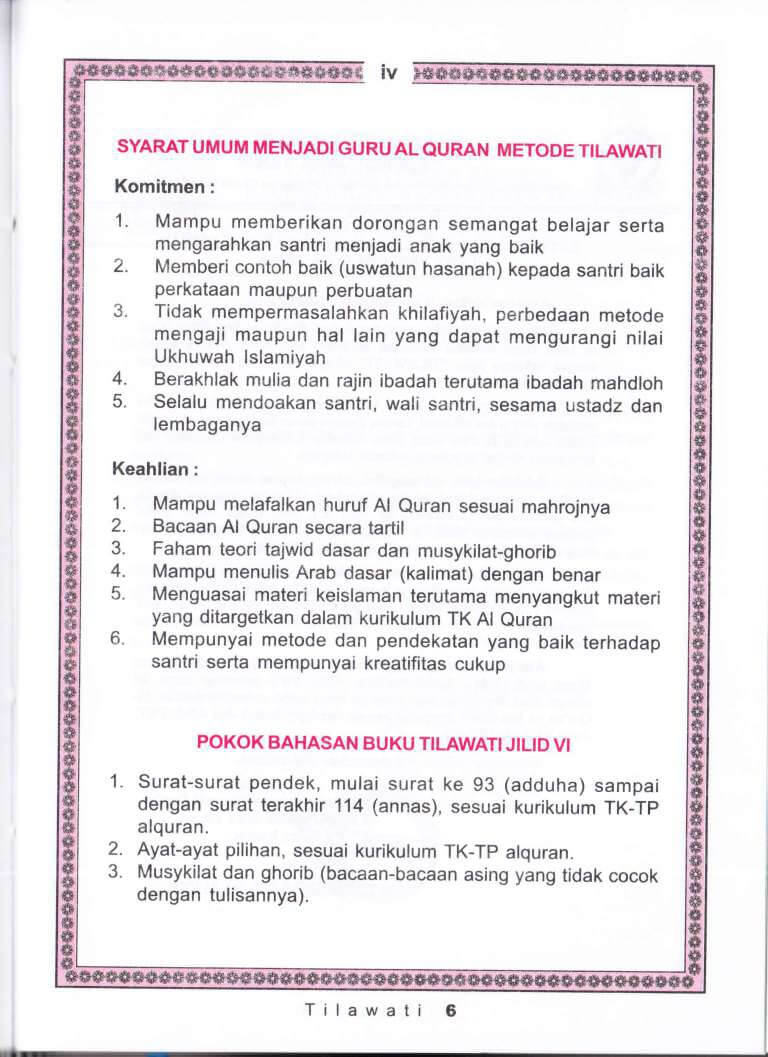 iv
SYARAT UMUM MENJADI GURU AL QURAN METODE TILAWATI
Komitmen :
1. Mampu memberikan dorongan semangat belajar serta
mengarahkan santri menjadi anak yang baik
2. Memberi contoh baik (uswatun hasanah) kepada santri baik
perkataan maupun perbuatan
3. Tidak mempermasalahkan khilafiyah, perbedaan metode
mengaji maupun hal lain yang dapat mengurangi nilai
Ukhuwah Islamiyah
4. Berakhlak mulia dan rajin ibadah terutama ibadah mahdloh
5. Selalu mendoakan santri, wali santri, sesama ustadz dan
lembaganya
Keahlian :
1. Mampu melafalkan huruf Al Quran sesuai mahrojnya
2. Bacaan Al Quran secara tartil
3. Faham teori tajwid dasar dan musykilat-ghorib
4. Mampu menulis Arab dasar (kalimat) dengan benar
5. Menguasai materi keislaman terutama menyangkut materi
yang ditargetkan dalam kurikulum TK Al Quran
6. Mempunyai metode dan pendekatan yang baik terhadap
santri serta mempunyai kreatifitas cukup
POKOK BAHASAN BUKU TILAWATI JILID VI
1. Surat-surat pendek, mulai surat ke 93 (adduha) sampai
dengan surat terakhir 114 (annas), sesuai kurikulum TK-TP
alquran.
2. Ayat-ayat pilihan, sesuai kurikulum TK-TP alquran.
3. Musykilat dan ghorib (bacaan-bacaan asing yang tidak cocok
dengan tulisannya).
Tilawati 6